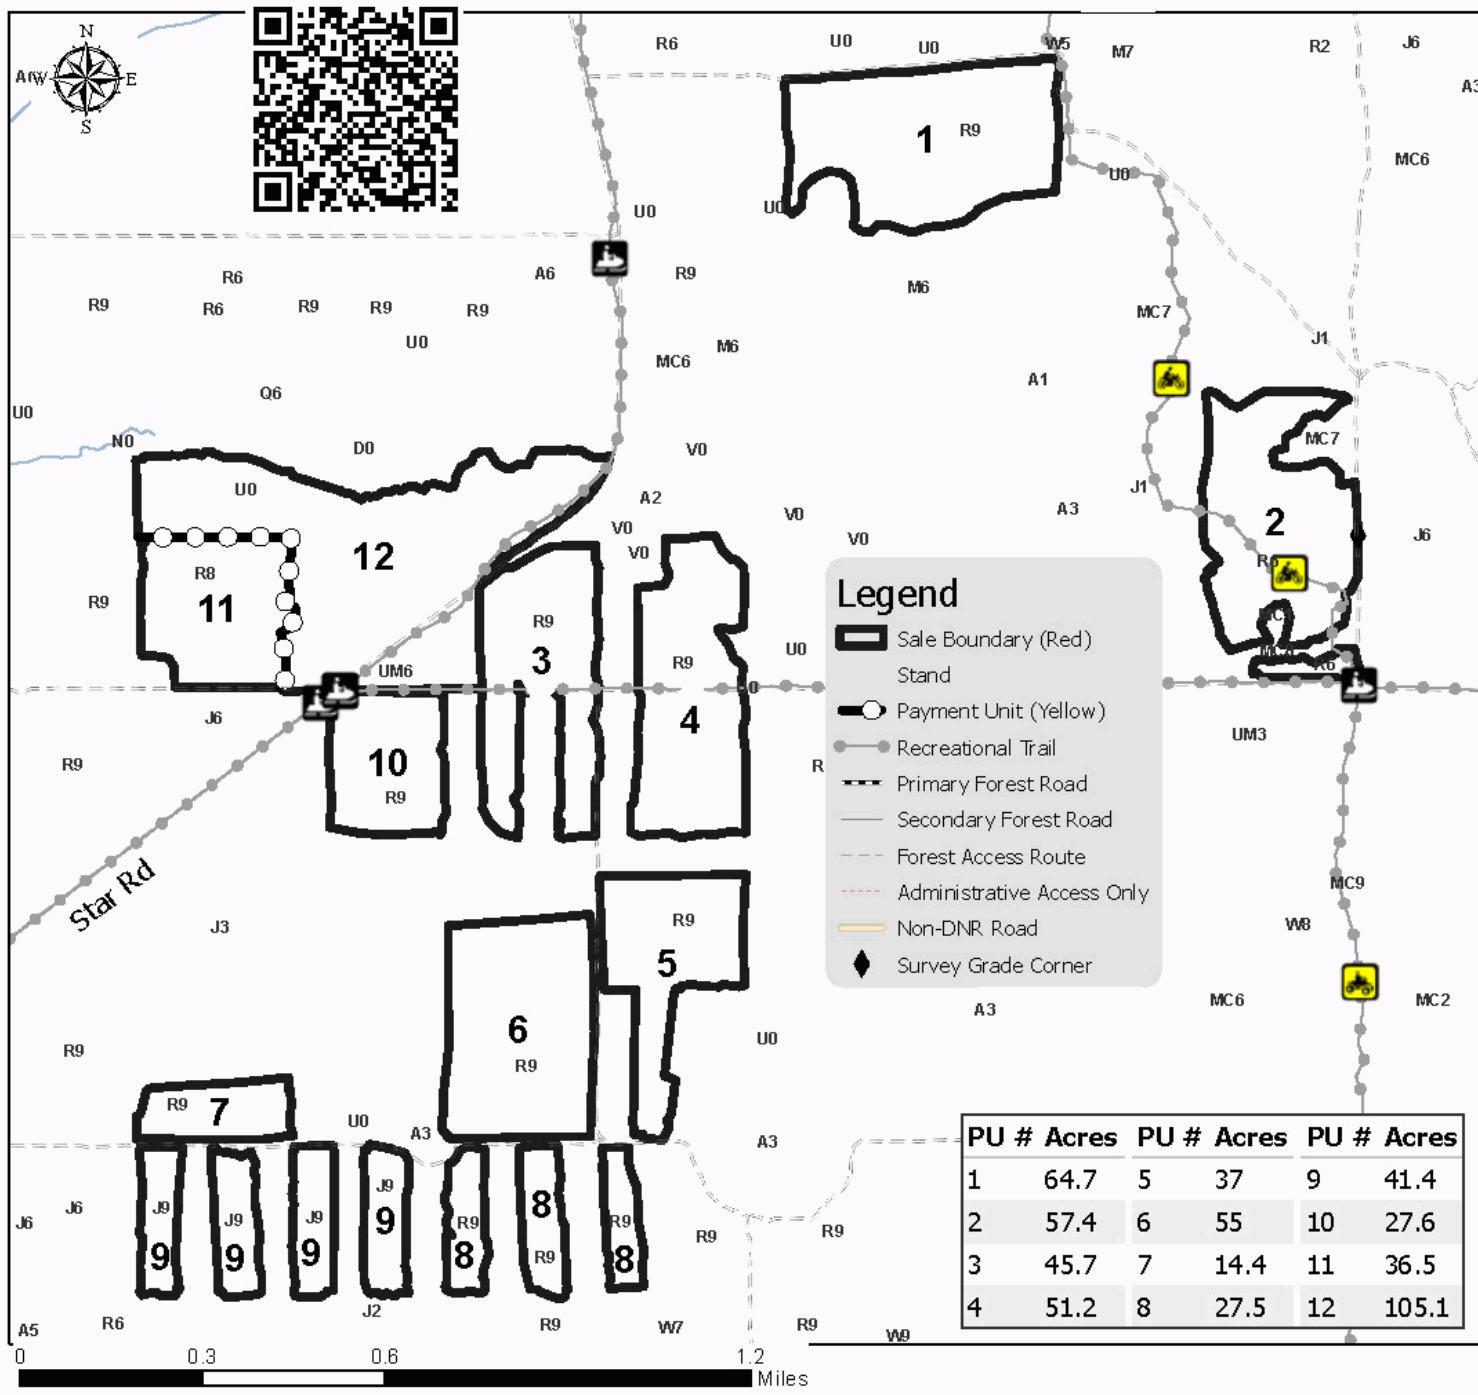 N
W E
S
R6
U0
U0
W5
M7
R2
J6
A3
MC6
1
R9
U0
U0
U0
R6
A6
R9
M6
R9
R6
R9
R9
R9
U0
MC7
MC6
M6
J1
A1
Q6
U0
N0
D0
V0
MC7
U0
A2
J1
A3
2
V0
V0
V0
V0
J6
12
R8
R9
11
R9
3
R9
U0
UM6
4
J6
R9
10
R9
UM3
Star Rd
J3
R9
5
MC9
W8
6
R9
R9
U0
A3
MC6
MC2
R9
7
U0
A3
A3
J6
J6
J9
J9
J9
J9
9
9
9
9
R9
8
8
R9
R9
8
R9
R9
A5
R6
J2
R9
W7
R9
W9
Legend
Sale Boundary (Red)
Stand
Payment Unit (Yellow)
Recreational Trail
Primary Forest Road
Secondary Forest Road
Forest Access Route
Administrative Access Only
Non-DNR Road
Survey Grade Corner
PU # Acres PU # Acres PU # Acres
1 64.7 5 37 9 41.4
2 57.4 6 55 10 27.6
3 45.7 7 14.4 11 36.5
4 51.2 8 27.5 12 105.1
0 0.3 0.6 1.2
Miles